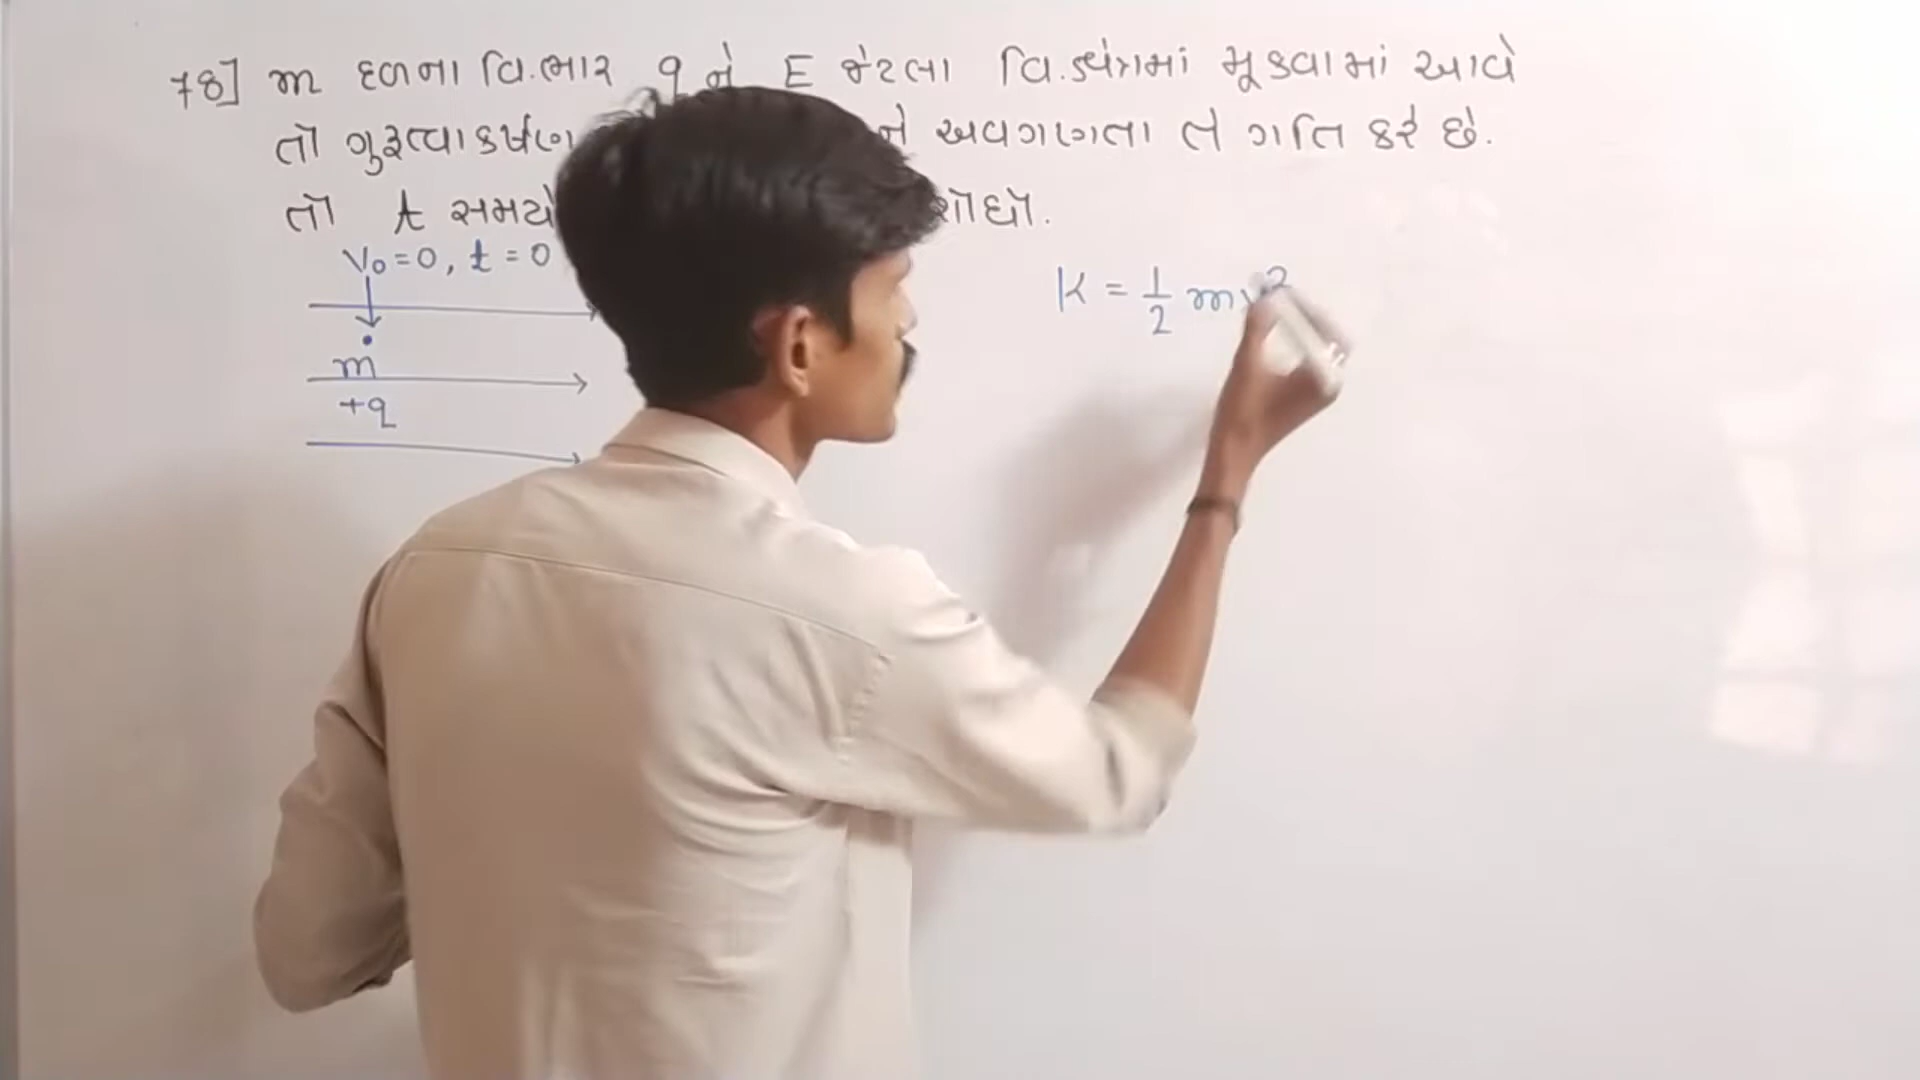 78] m દળના વિ.ભાર q ને E જેટલા વિ.ક્ષેત્રમાં મૂકવામાં આવે
તો ગુરુત્વાકર્ષણ ને અવગણતા તે ગતિ કરે છે.
તો t સમયે શોધો.
V₀ = 0, t = 0
m
+q
K = 1/2 mv²